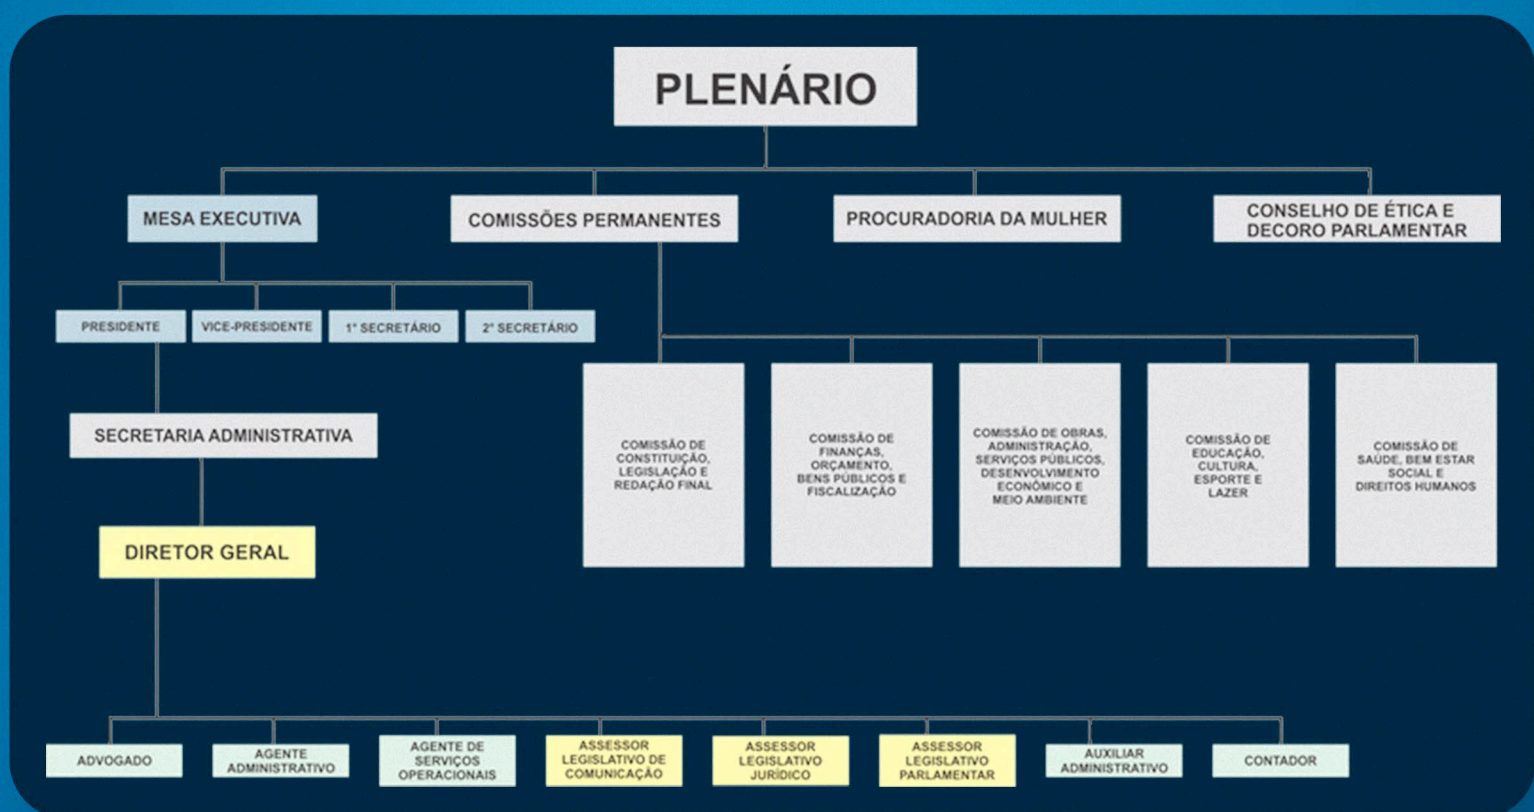 PLENÁRIO
MESA EXECUTIVA
COMISSÕES PERMANENTES
PROCURADORIA DA MULHER
CONSELHO DE ÉTICA E
DECORO PARLAMENTAR
PRESIDENTE
VICE-PRESIDENTE
1° SECRETÁRIO
2° SECRETÁRIO
SECRETARIA ADMINISTRATIVA
DIRETOR GERAL
COMISSÃO DE
CONSTITUIÇÃO,
LEGISLAÇÃO E
REDAÇÃO FINAL
COMISSÃO DE
FINANÇAS,
ORÇAMENTO,
BENS PÚBLICOS E
FISCALIZAÇÃO
COMISSÃO DE OBRAS,
ADMINISTRAÇÃO,
SERVIÇOS PÚBLICOS,
DESENVOLVIMENTO
ECONÔMICO E
MEIO AMBIENTE
COMISSÃO DE
EDUCAÇÃO,
CULTURA,
ESPORTE E
LAZER
COMISSÃO DE
SAÚDE, BEM ESTAR
SOCIAL E
DIREITOS HUMANOS
ADVOGADO
AGENTE
ADMINISTRATIVO
AGENTE DE
SERVIÇOS
OPERACIONAIS
ASSESSOR
LEGISLATIVO DE
COMUNICAÇÃO
ASSESSOR
LEGISLATIVO
JURÍDICO
ASSESSOR
LEGISLATIVO
PARLAMENTAR
AUXILIAR
ADMINISTRATIVO
CONTADOR